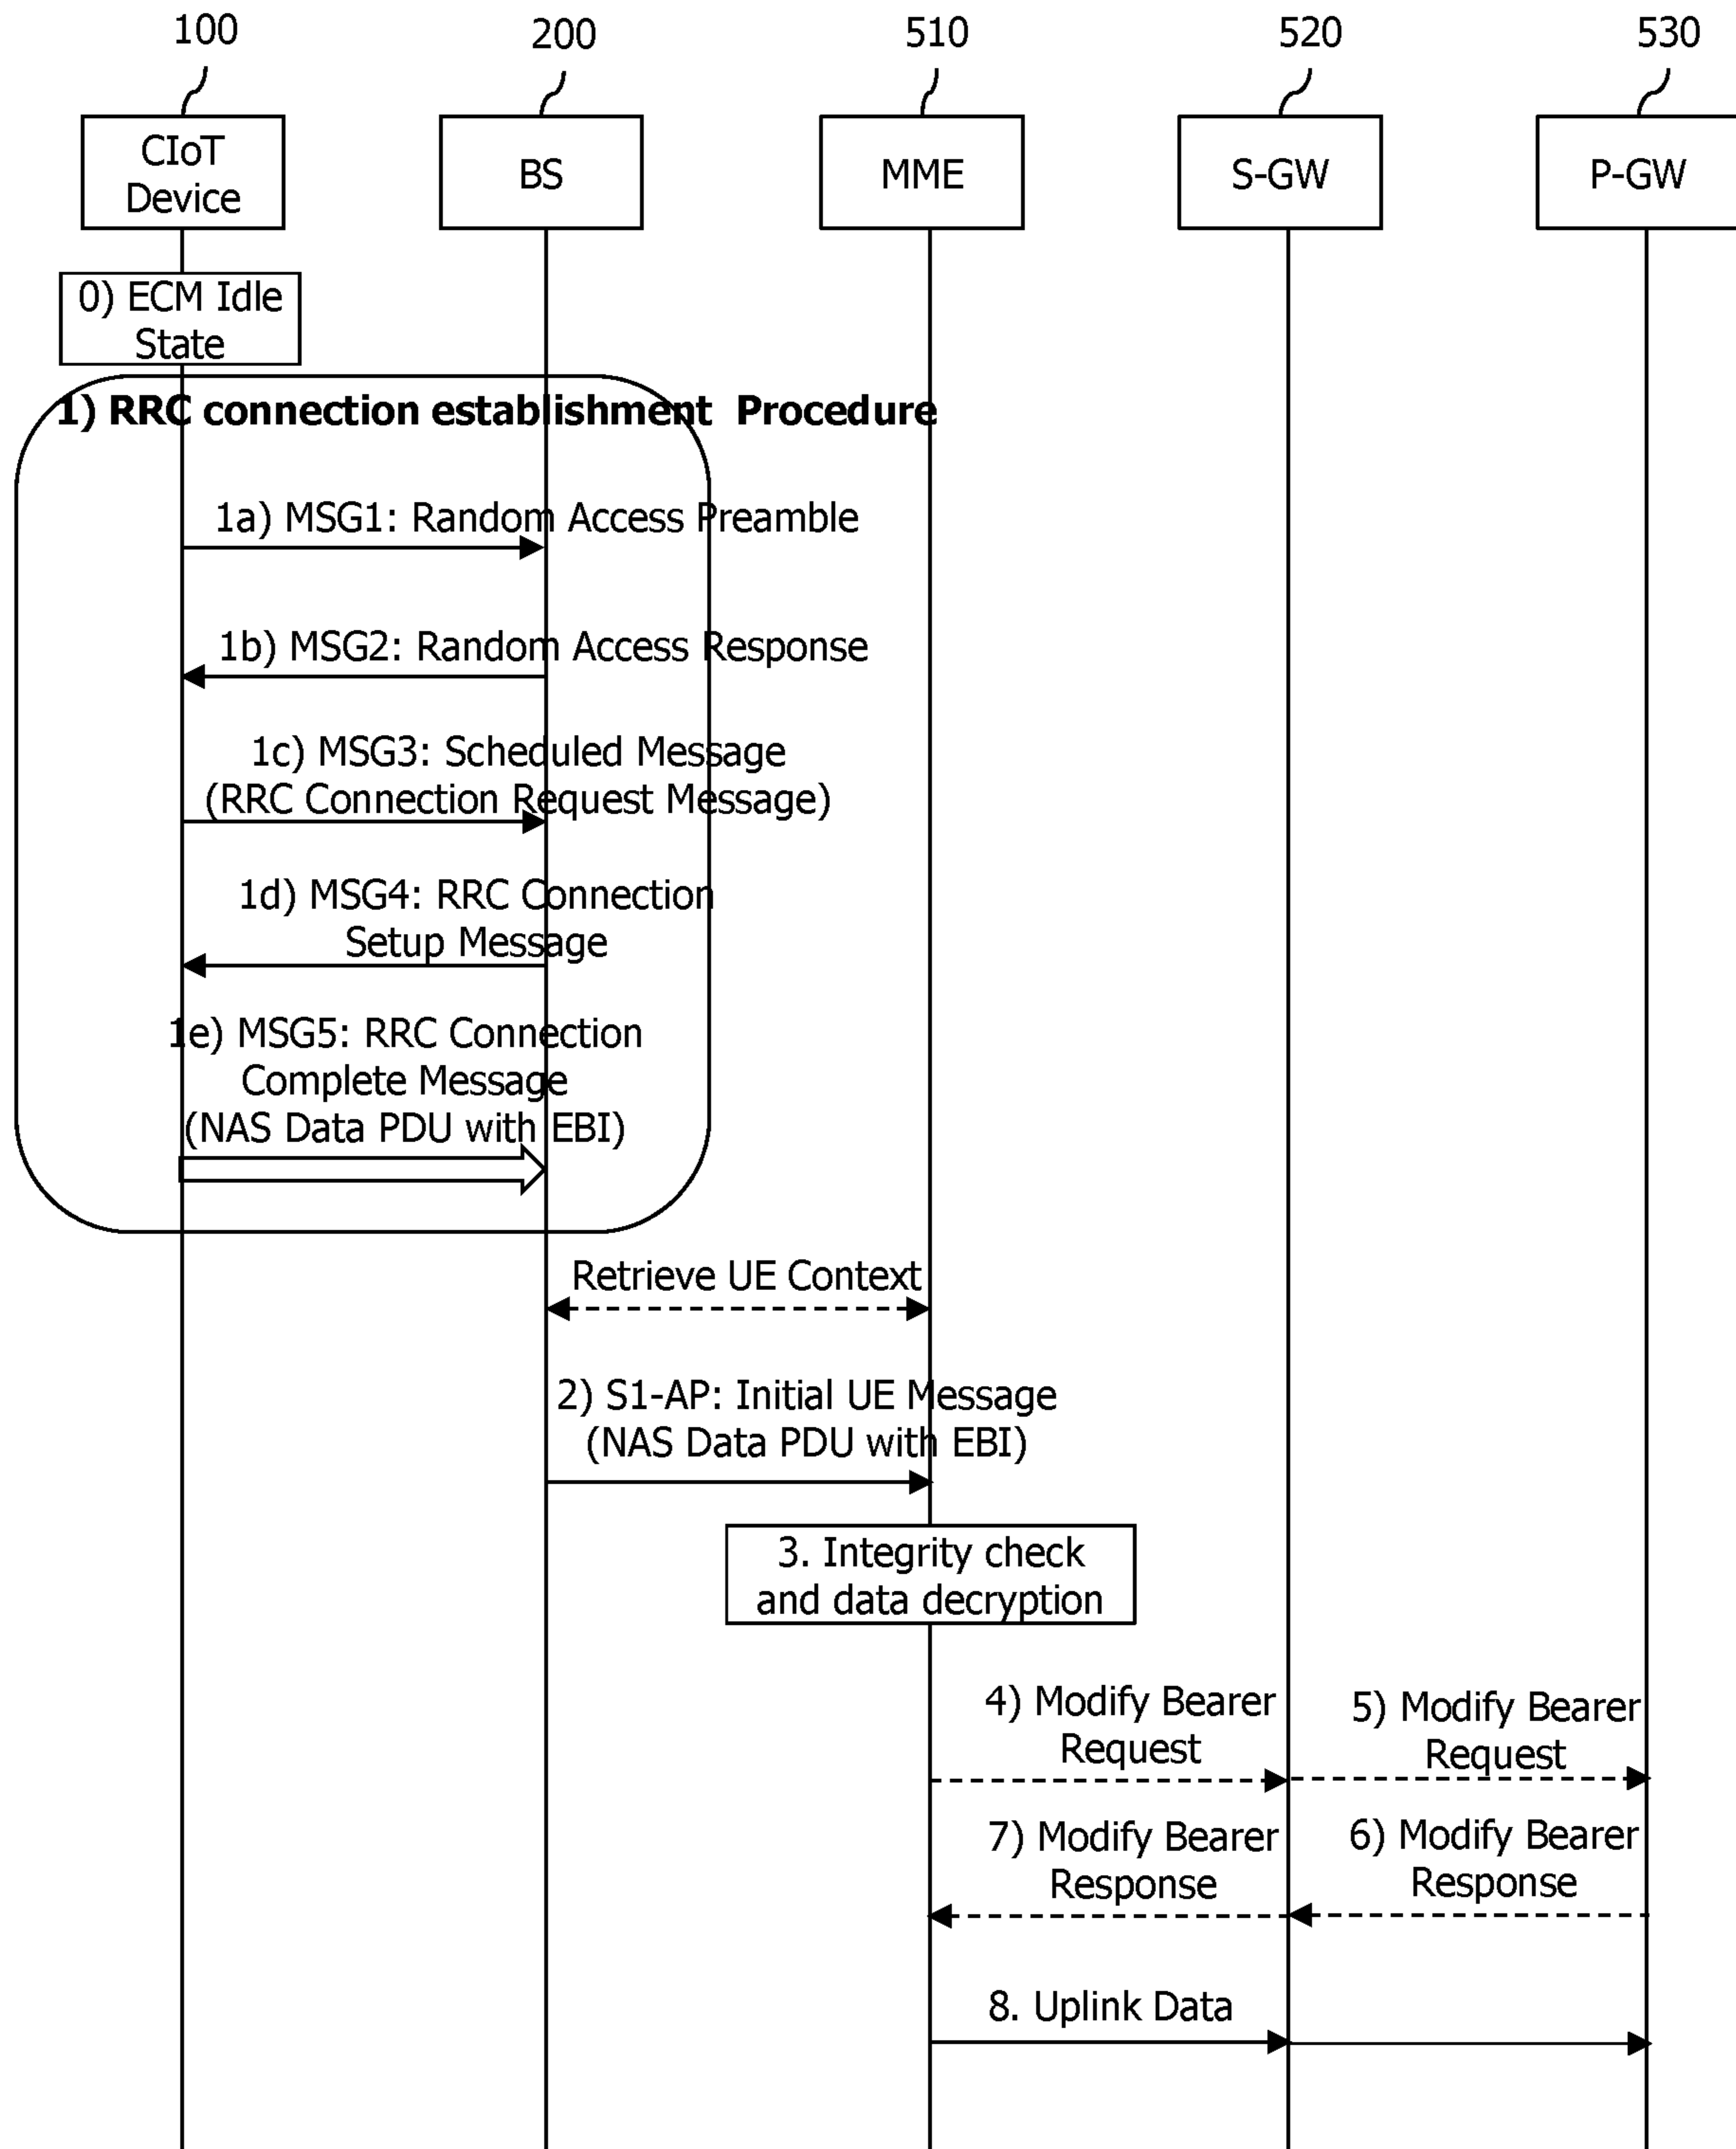 100
200
510
520
530
CIoT
Device
BS
MME
S-GW
P-GW
0) ECM Idle
State
1) RRC connection establishment Procedure
1a) MSG1: Random Access Preamble
1b) MSG2: Random Access Response
1c) MSG3: Scheduled Message
(RRC Connection Request Message)
1d) MSG4: RRC Connection
Setup Message
1e) MSG5: RRC Connection
Complete Message
(NAS Data PDU with EBI)
Retrieve UE Context
2) S1-AP: Initial UE Message
(NAS Data PDU with EBI)
3. Integrity check
and data decryption
4) Modify Bearer
Request
5) Modify Bearer
Request
7) Modify Bearer
Response
6) Modify Bearer
Response
8. Uplink Data